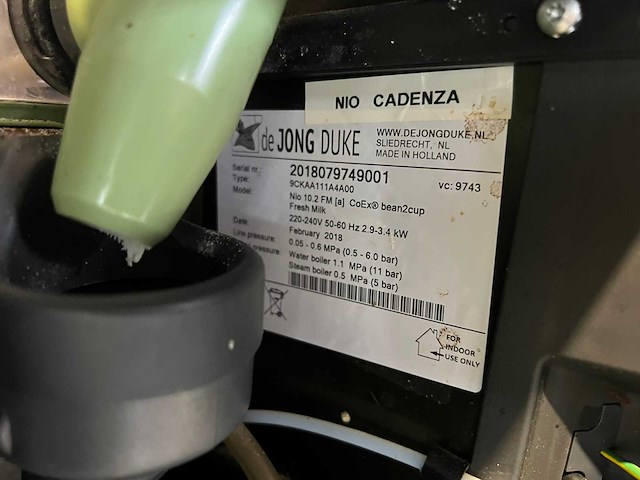 NIO CADENZA
de JONG DUKE
WWW.DEJONGDUKE.NL
SLIEDRECHT, NL
MADE IN HOLLAND
Serial nr.: 2018079749001
Type: 9CKAA111A4A00 vc: 9743
Model: Nio 10.2 FM [a] CoEx® bean2cup
Fresh Milk
220-240V 50-60 Hz 2.9-3.4 kW
Date: February 2018
Line pressure: 0.05 - 0.6 MPa (0.5 - 6.0 bar)
pressure: Water boiler 1.1 MPa (11 bar)
Steam boiler 0.5 MPa (5 bar)
FOR
INDOOR
USE ONLY